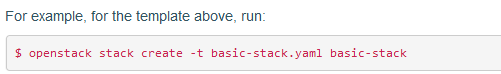 For example, for the template above, run:
$ openstack stack create -t basic-stack.yaml basic-stack